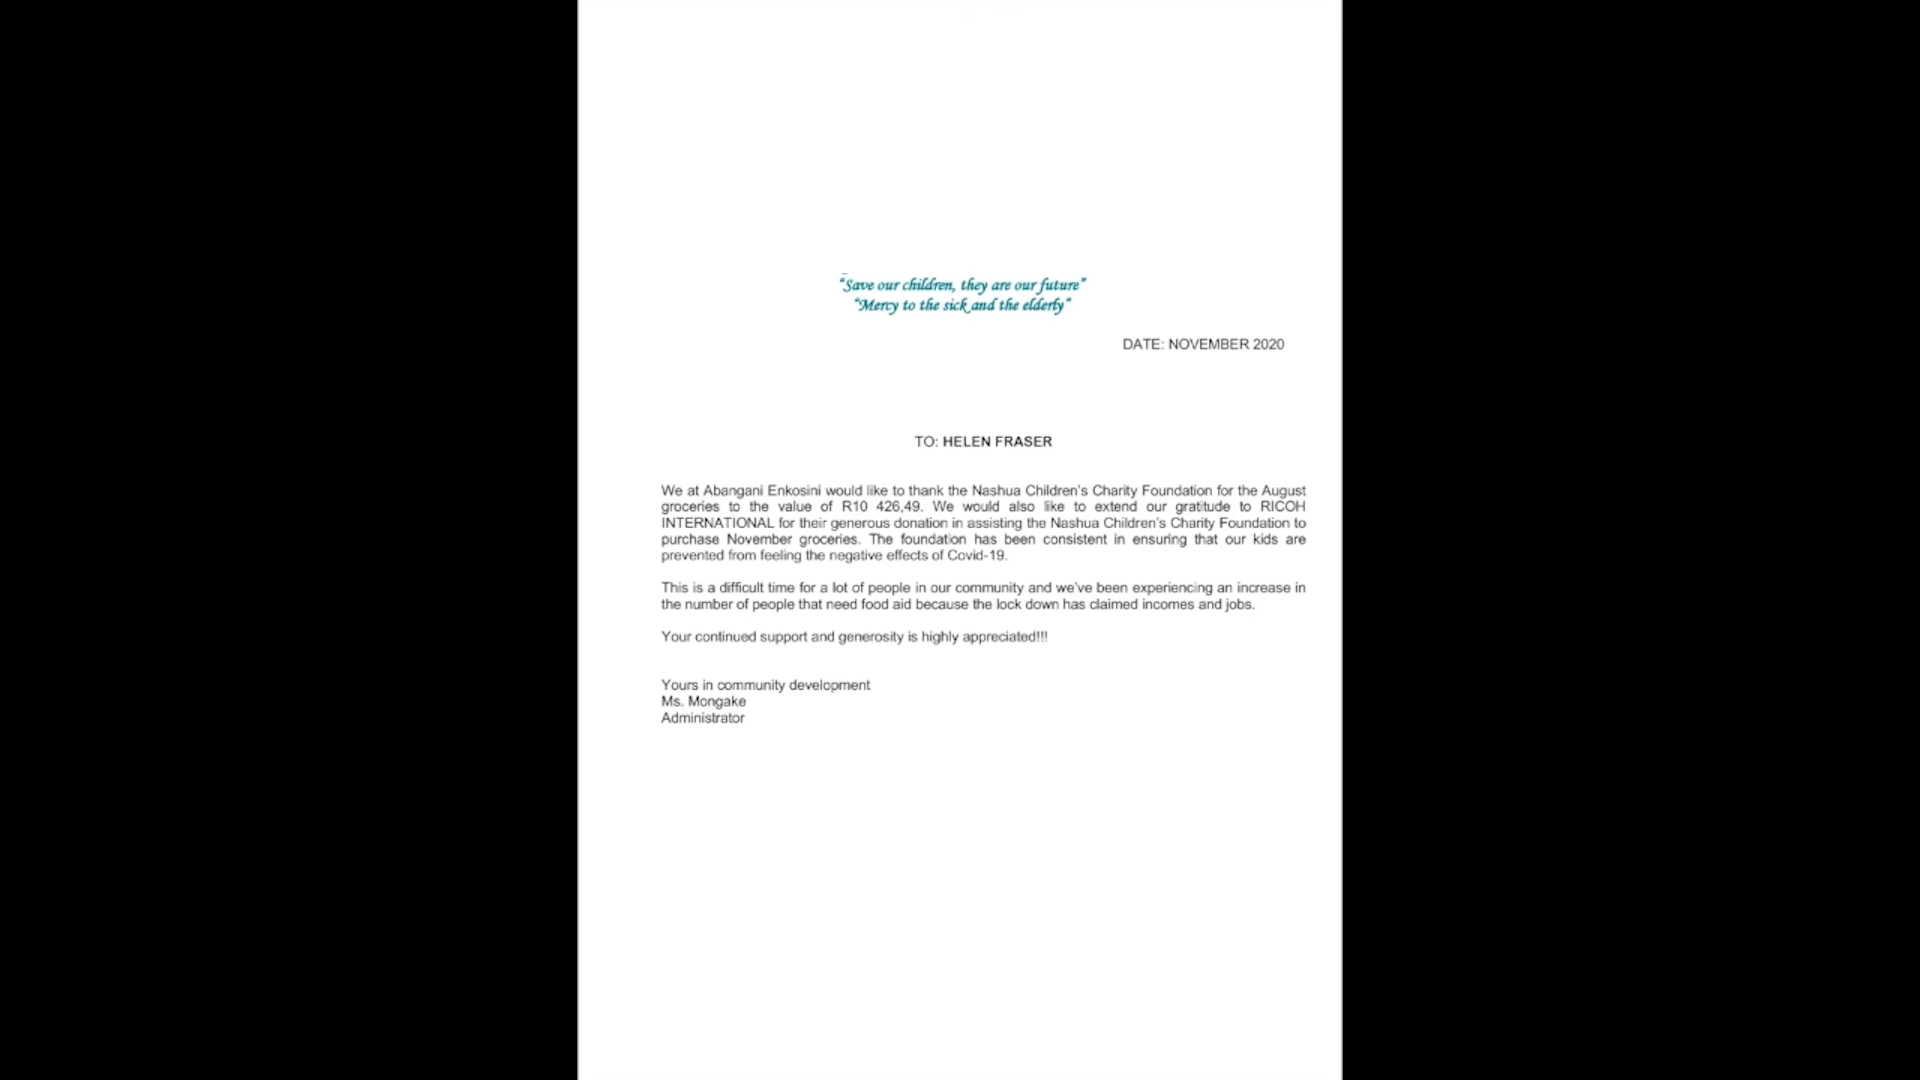 "Save our children, they are our future"
"Mercy to the sick and the elderly"
DATE: NOVEMBER 2020
TO: HELEN FRASER
We at Abangani Enkosini would like to thank the Nashua Children's Charity Foundation for the August
groceries to the value of R10 426,49. We would also like to extend our gratitude to RICOH
INTERNATIONAL for their generous donation in assisting the Nashua Children's Charity Foundation to
purchase November groceries. The foundation has been consistent in ensuring that our kids are
prevented from feeling the negative effects of Covid-19.
This is a difficult time for a lot of people in our community and we've been experiencing an increase in
the number of people that need food aid because the lock down has claimed incomes and jobs.
Your continued support and generosity is highly appreciated!!!
Yours in community development
Ms. Mongake
Administrator